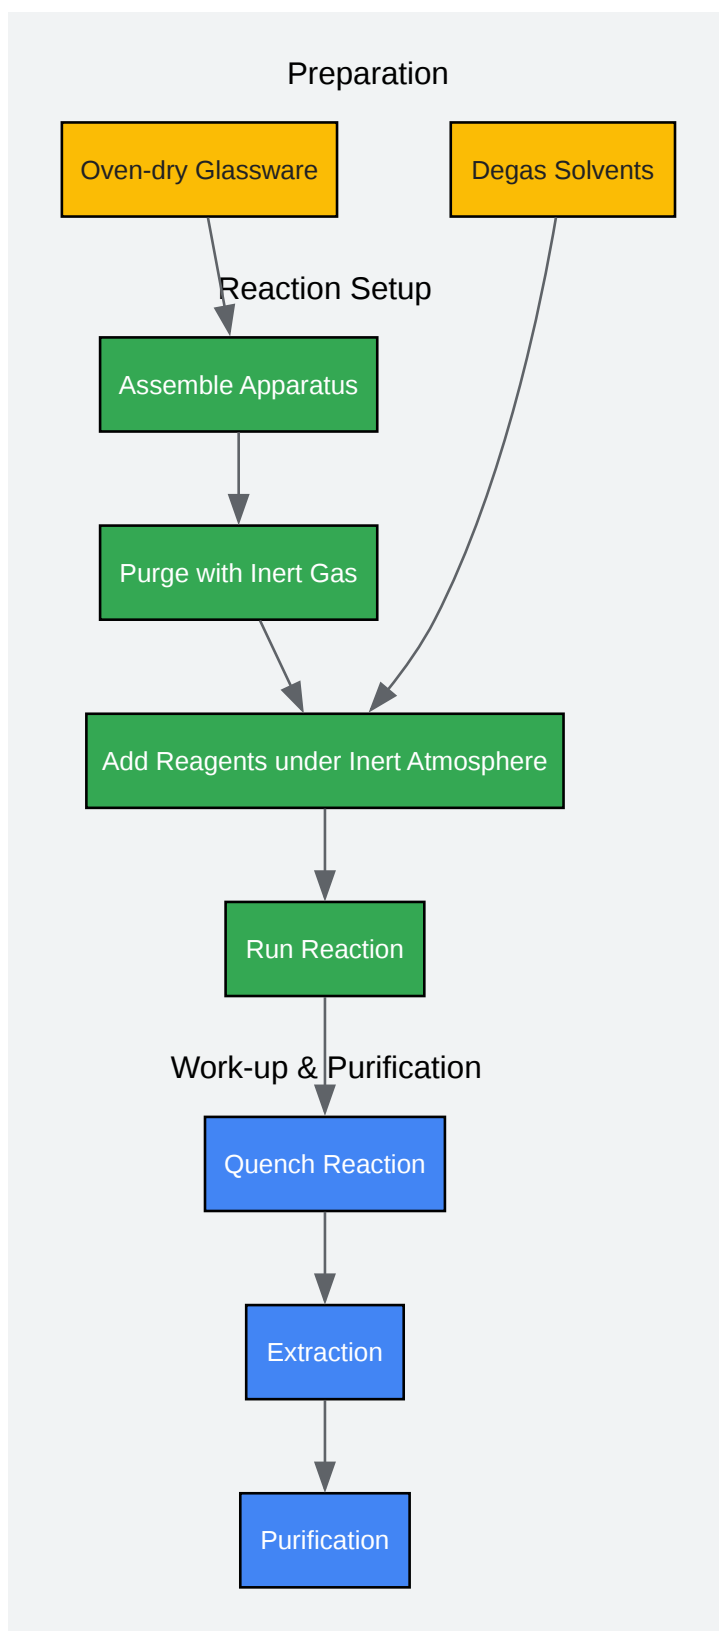 Preparation
Oven-dry Glassware
Degas Solvents
Reaction Setup
Assemble Apparatus
Purge with Inert Gas
Add Reagents under Inert Atmosphere
Run Reaction
Work-up & Purification
Quench Reaction
Extraction
Purification